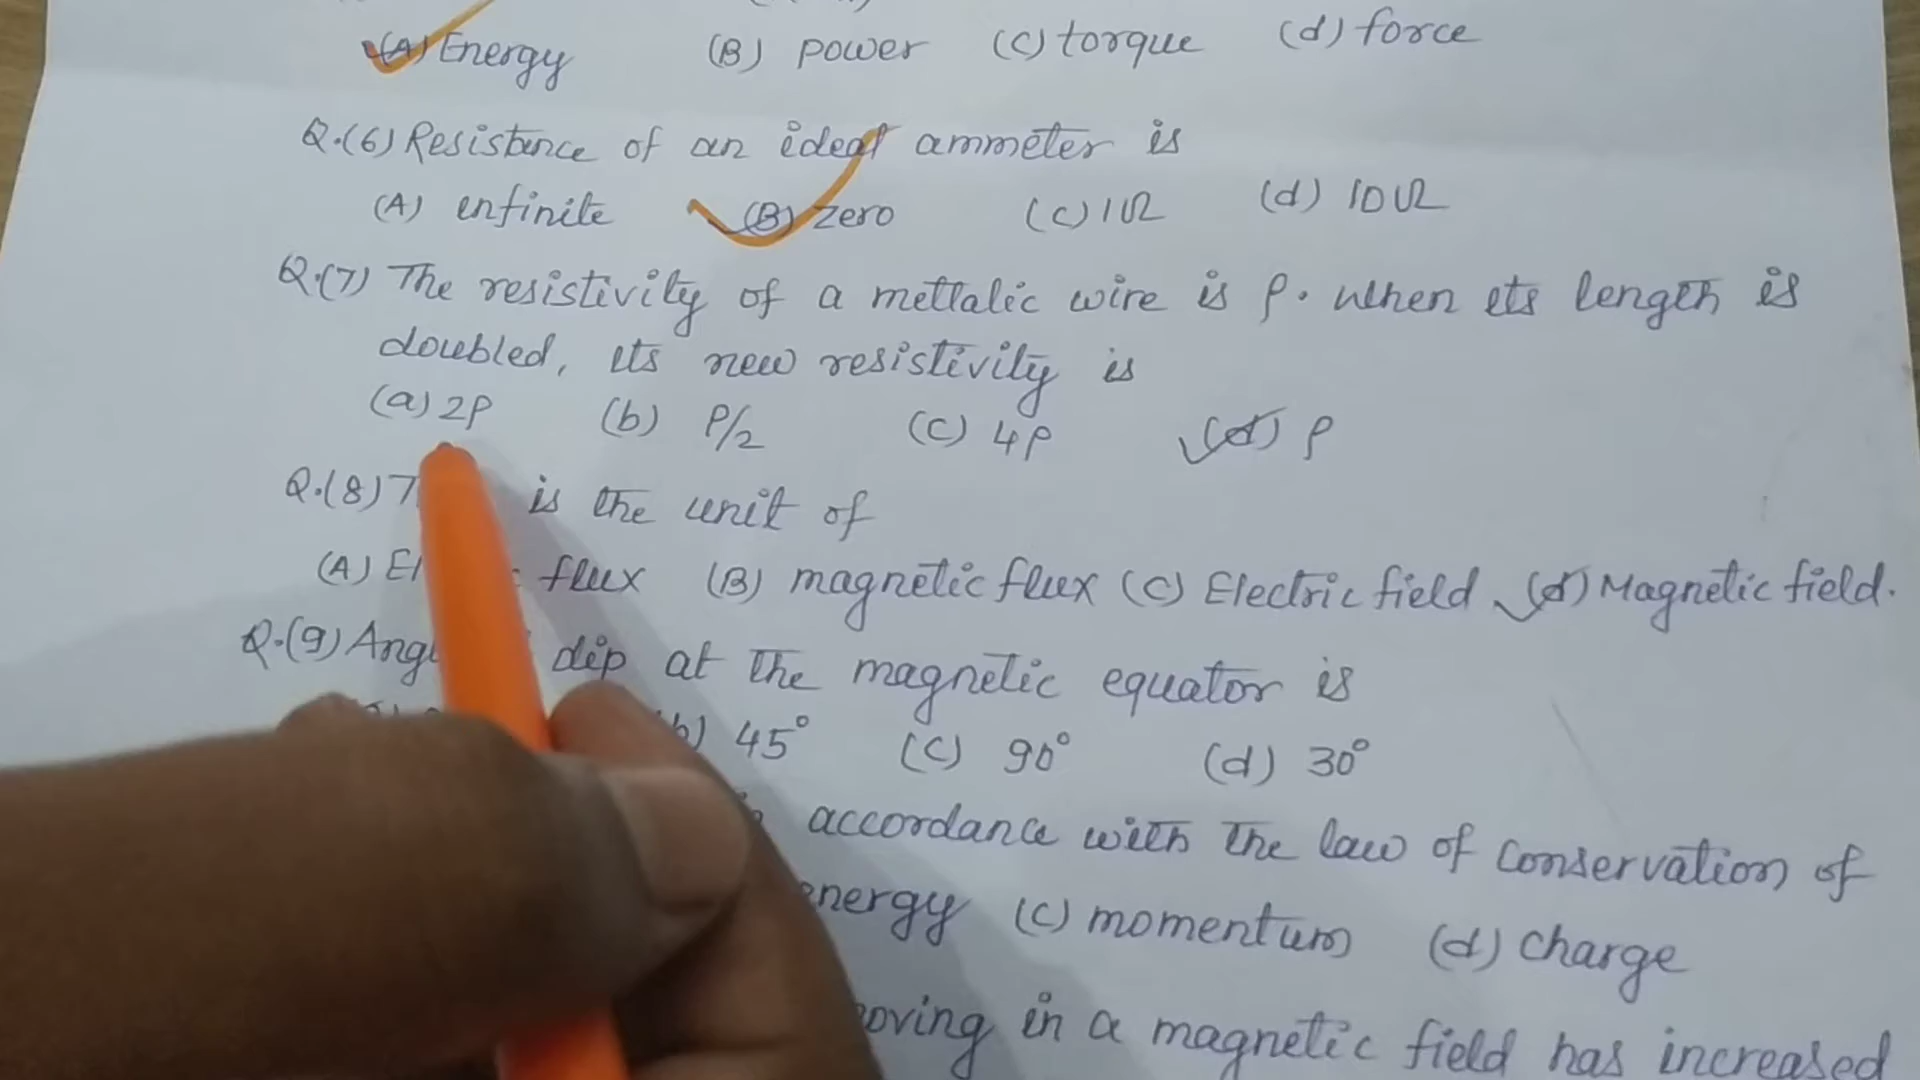 (A) Energy (B) power (C) torque (d) force
Q.(6) Resistance of an ideal ammeter is
(A) enfinite (B) zero (C) 1Ω (d) 10Ω
Q.(7) The resistivity of a mettalic wire is ρ. when its length is
doubled, its new resistivity is
(a) 2ρ (b) ρ/2 (C) 4ρ (d) ρ
Q.(8) is the unit of
(A) flux (B) magnetic flux (C) Electric field (d) Magnetic field.
Q.(9) dip at the magnetic equator is
45° (C) 90° (d) 30°
accordance with the law of conservation of
energy (C) momentum (d) charge
in a magnetic field has increased